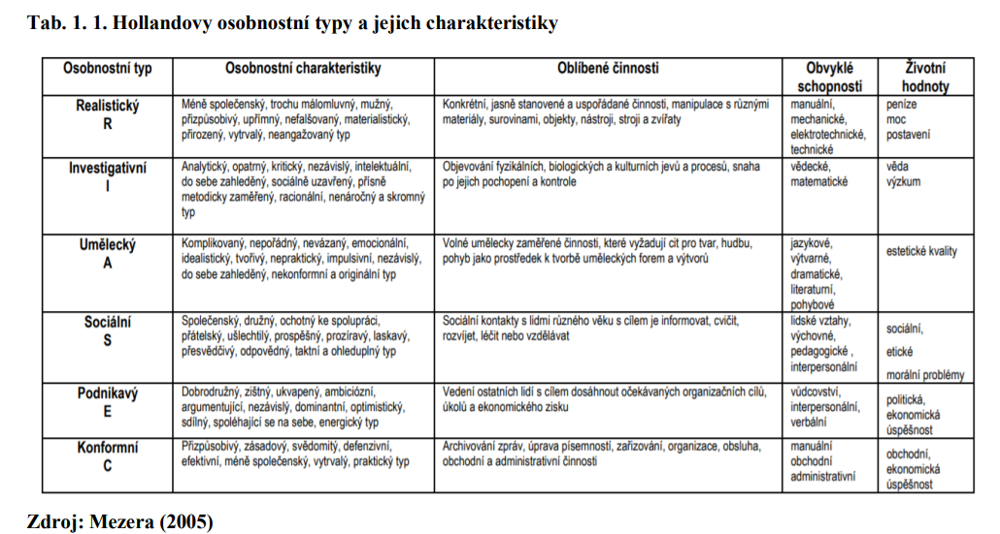 Tab. 1. 1. Hollandovy osobnostní typy a jejich charakteristiky
Osobnostní typ
Osobnostní charakteristiky
Oblíbené činnosti
Obvyklé
schopnosti
Životní
hodnoty
Realistický
R
Méně společenský, trochu málomluvný, mužný,
přizpůsobivý, upřímný, nefalšovaný, materialistický,
přirozený, vytrvalý, neangažovaný typ
Konkrétní, jasně stanovené a uspořádané činnosti, manipulace s různými
materiály, surovinami, objekty, nástroji, stroji a zvířaty
manuální,
mechanické,
elektrotechnické,
technické
peníze
moc
postavení
Investigativní
I
Analytický, opatrný, kritický, nezávislý, intelektuální,
do sebe zahleděný, sociálně uzavřený, přísně
metodicky zaměřený, racionální, nenáročný a skromný
typ
Objevování fyzikálních, biologických a kulturních jevů a procesů, snaha
po jejich pochopení a kontrole
vědecké,
matematické
věda
výzkum
Umělecký
A
Komplikovaný, nepořádný, nevázaný, emocionální,
idealistický, tvořivý, nepraktický, impulsivní, nezávislý,
do sebe zahleděný, nekonformní a originální typ
Volné umělecky zaměřené činnosti, které vyžadují cit pro tvar, hudbu,
pohyb jako prostředek k tvorbě uměleckých forem a výtvorů
jazykové,
výtvarné,
dramatické,
literaturní,
pohybové
estetické kvality
Sociální
S
Společenský, družný, ochotný ke spolupráci,
přátelský, ušlechtilý, prospěšný, prozíravý, laskavý,
přesvědčivý, odpovědný, taktní a ohleduplný typ
Sociální kontakty s lidmi různého věku s cílem je informovat, cvičit,
rozvíjet, léčit nebo vzdělávat
lidské vztahy,
výchovné,
pedagogické ,
interpersonální
sociální,
etické
morální problémy
Podnikavý
E
Dobrodružný, zištný, ukvapený, ambiciózní,
argumentující, nezávislý, dominantní, optimistický,
sdílný, spoléhající se na sebe, energický typ
Vedení ostatních lidí s cílem dosáhnout očekávaných organizačních cílů,
úkolů a ekonomického zisku
vůdcovství,
interpersonální,
verbální
politická,
ekonomická
úspěšnost
Konformní
C
Přizpůsobivý, zásadový, svědomitý, defenzivní,
efektivní, méně společenský, vytrvalý, praktický typ
Archivování zpráv, úprava písemností, zařizování, organizace, obsluha,
obchodní a administrativní činnosti
manuální
obchodní
administrativní
obchodní,
ekonomická
úspěšnost
Zdroj: Mezera (2005)